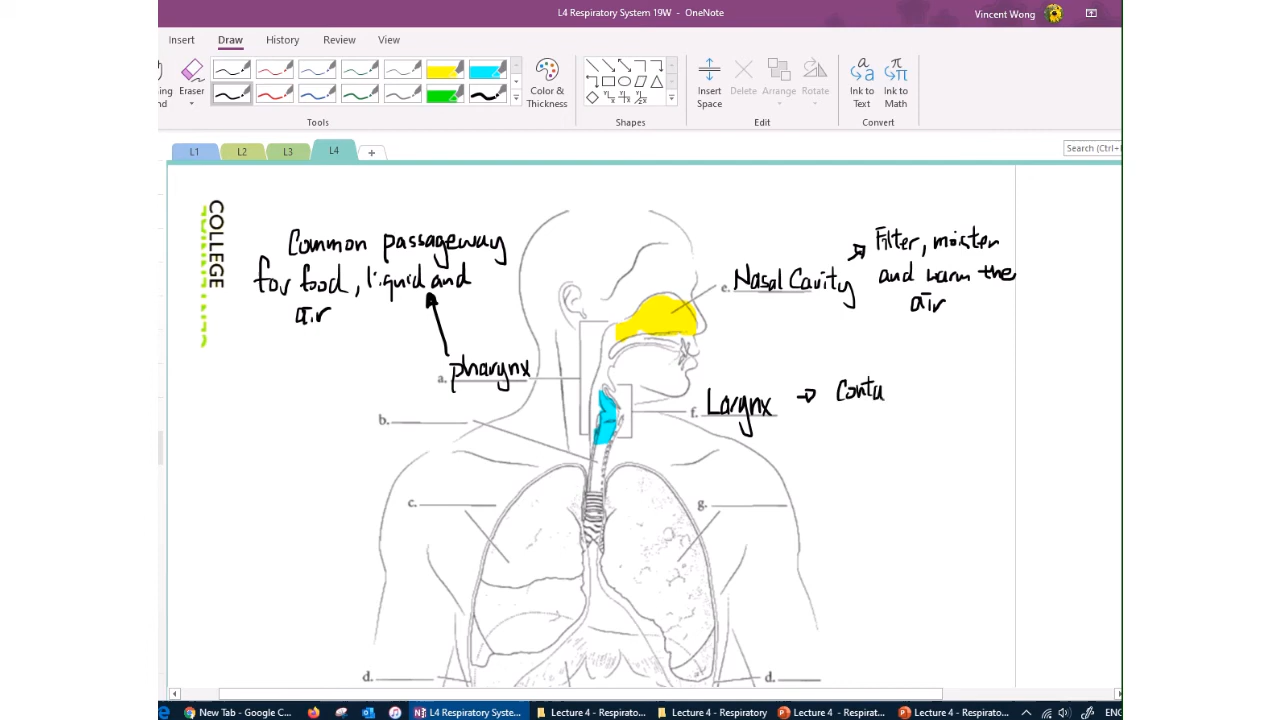 L4 Respiratory System 19W - OneNote
Vincent Wong
Insert Draw History Review View
Eraser
Color & Thickness
Insert Space
Delete
Arrange
Rotate
Ink to Text
Ink to Math
Tools
Shapes
Edit
Convert
L1 L2 L3 L4 +
Search (Ctrl+
COLLEGE
Common passageway
for food, liquid and
air
pharynx
a.
b.
c.
d.
e. Nasal Cavity → Filter, moisten
and warm the
air
f. Larynx → Conta
g.
d.
New Tab - Google C...
L4 Respiratory Syste...
Lecture 4 - Respirato...
Lecture 4 - Respiratory
Lecture 4 - Respirat...
Lecture 4 - Respirato...
ENG